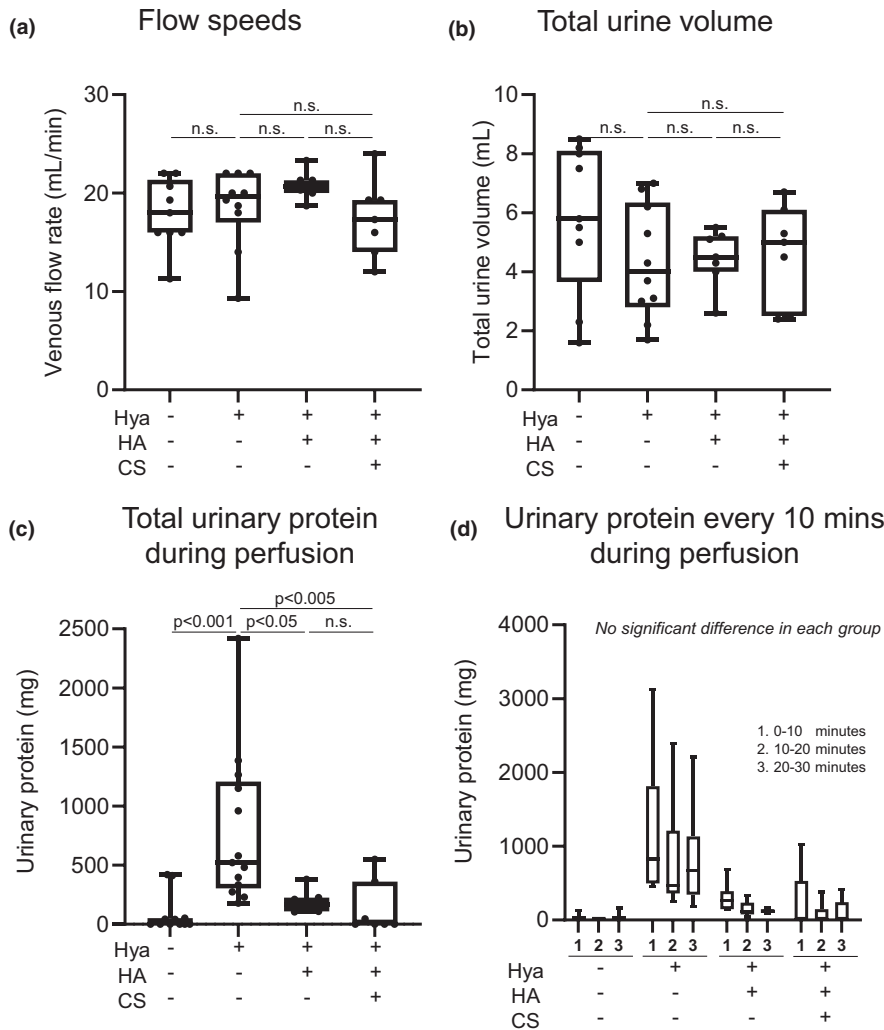 (a) Flow speeds
30
20
10
0
Venous flow rate (mL/min)
n.s.
n.s. n.s. n.s.
Hya - + + +
HA - - + +
CS - - - +
(b) Total urine volume
10
8
6
4
2
0
Total urine volume (mL)
n.s.
n.s. n.s. n.s.
Hya - + + +
HA - - + +
CS - - - +
(c) Total urinary protein
during perfusion
p<0.005
p<0.001 p<0.05 n.s.
2500
2000
1500
1000
500
0
Urinary protein (mg)
Hya - + + +
HA - - + +
CS - - - +
(d) Urinary protein every 10 mins
during perfusion
4000
3000
2000
1000
0
Urinary protein (mg)
No significant difference in each group
1. 0-10 minutes
2. 10-20 minutes
3. 20-30 minutes
1 2 3 1 2 3 1 2 3 1 2 3
Hya - + + +
HA - - + +
CS - - - +